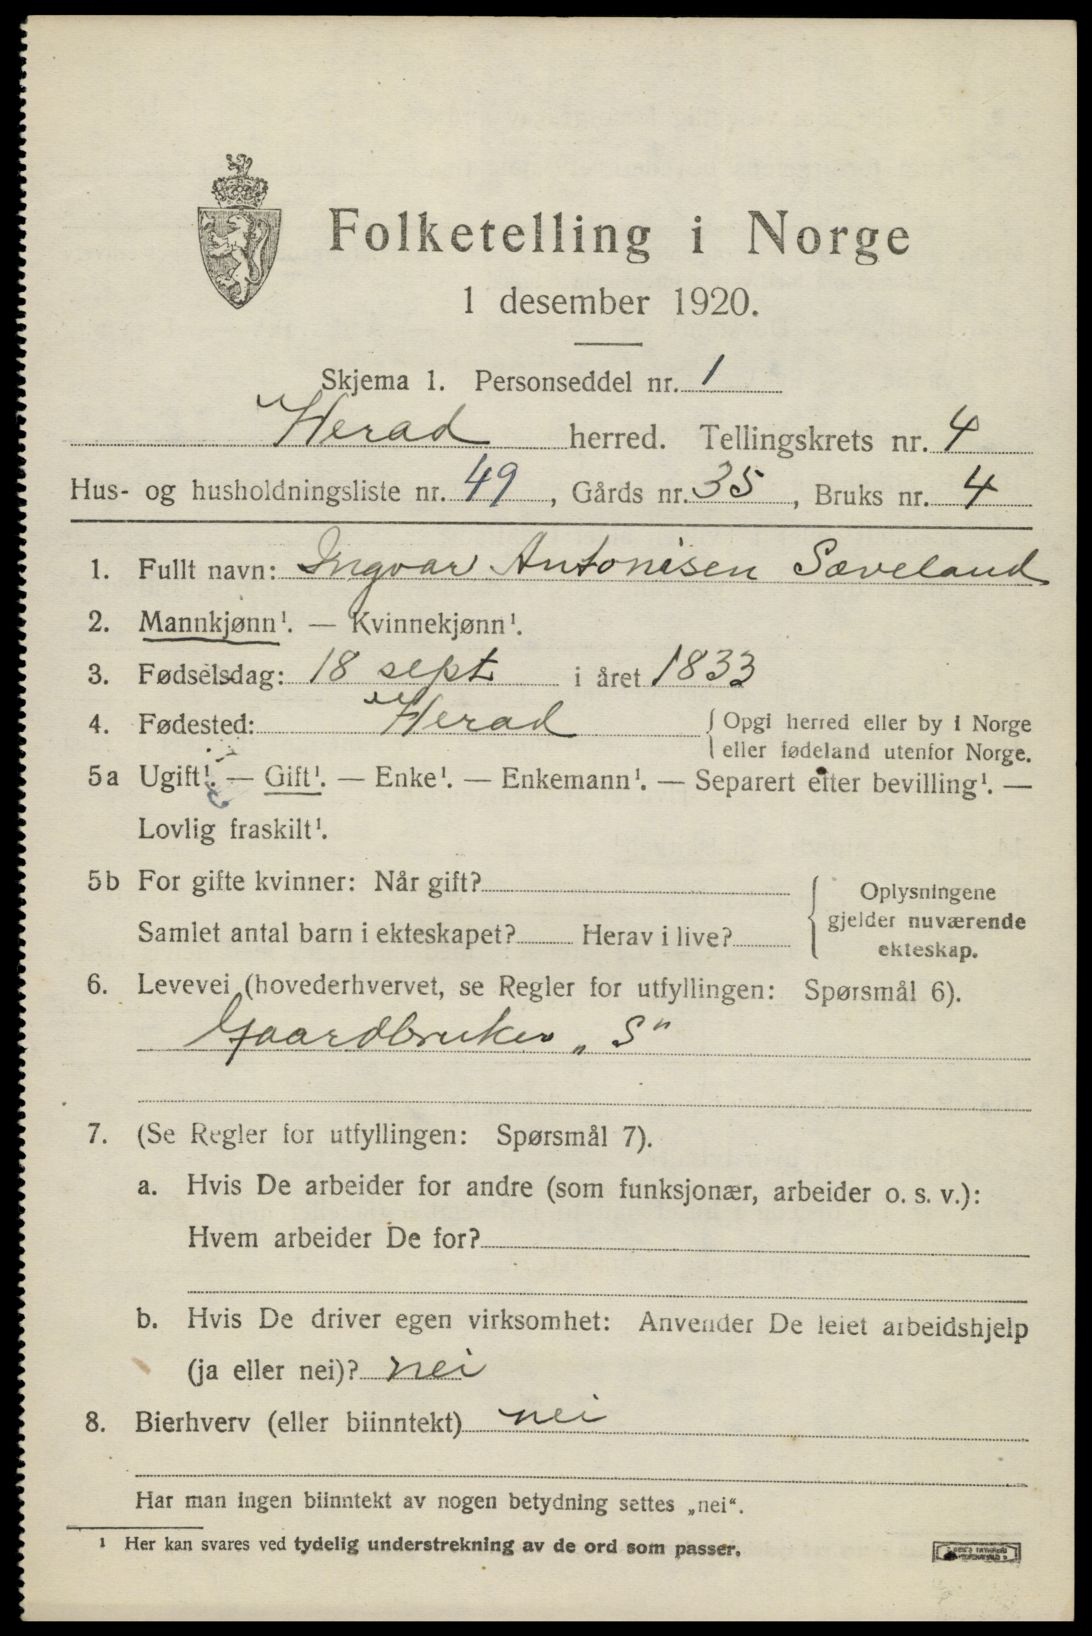 Folketelling i Norge
1 desember 1920.
Skjema 1. Personseddel nr. 1
Herad herred. Tellingskrets nr. 4
Hus- og husholdningsliste nr. 49, Gårds nr. 35, Bruks nr. 4
1. Fullt navn: Ingvar Antonisen Sæveland
2. Mannkjønn¹. — Kvinnekjønn¹.
3. Fødselsdag: 18 sept i året 1833
4. Fødested: Herad { Opgi herred eller by i Norge
eller fødeland utenfor Norge.
5a Ugift¹. — Gift¹. — Enke¹. — Enkemann¹. — Separert efter bevilling¹. —
Lovlig fraskilt¹.
5b For gifte kvinner: Når gift?
Samlet antal barn i ekteskapet? Herav i live?
{ Oplysningene
gjelder nuværende
ekteskap.
6. Levevei (hovederhvervet, se Regler for utfyllingen: Spørsmål 6).
Gaardbruker „S"
7. (Se Regler for utfyllingen: Spørsmål 7).
a. Hvis De arbeider for andre (som funksjonær, arbeider o. s. v.):
Hvem arbeider De for?
b. Hvis De driver egen virksomhet: Anvender De leiet arbeidshjelp
(ja eller nei)? nei
8. Bierhverv (eller biinntekt) nei
Har man ingen biinntekt av nogen betydning settes „nei“.
¹ Her kan svares ved tydelig understrekning av de ord som passer.